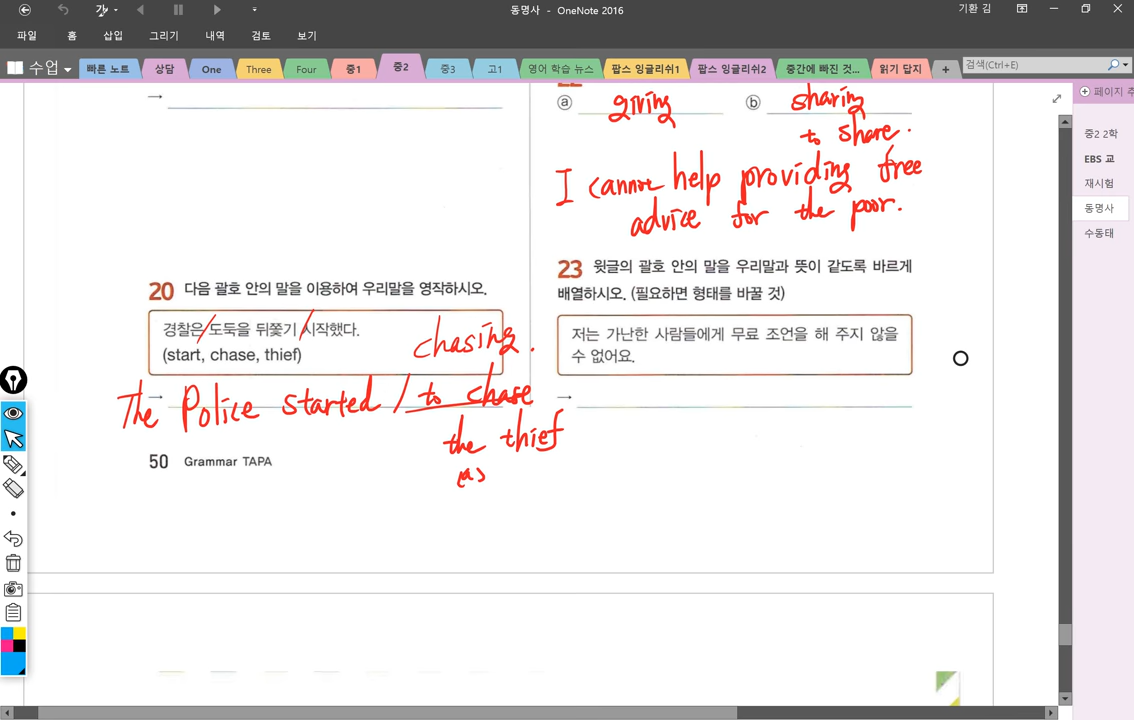 동명사 - OneNote 2016
기환 김
파일 홈 삽입 그리기 내역 검토 보기
수업 빠른 노트 상담 One Three Four 중1 중2 중3 고1 영어 학습 뉴스 팝스 잉글리쉬1 팝스 잉글리쉬2 중간에 빠진 것... 읽기 답지 +
검색(Ctrl+E)
페이지 추
중2 2학
EBS 교
재시험
동명사
수동태
→
20 다음 괄호 안의 말을 이용하여 우리말을 영작하시오.
경찰은 도둑을 뒤쫓기 시작했다.
(start, chase, thief)
chasing.
→ The Police started / to chase
the thief
50 Grammar TAPA
ⓐ giving ⓑ sharing
to share.
I cannot help providing free
advice for the poor.
23 윗글의 괄호 안의 말을 우리말과 뜻이 같도록 바르게
배열하시오. (필요하면 형태를 바꿀 것)
저는 가난한 사람들에게 무료 조언을 해 주지 않을
수 없어요.
→